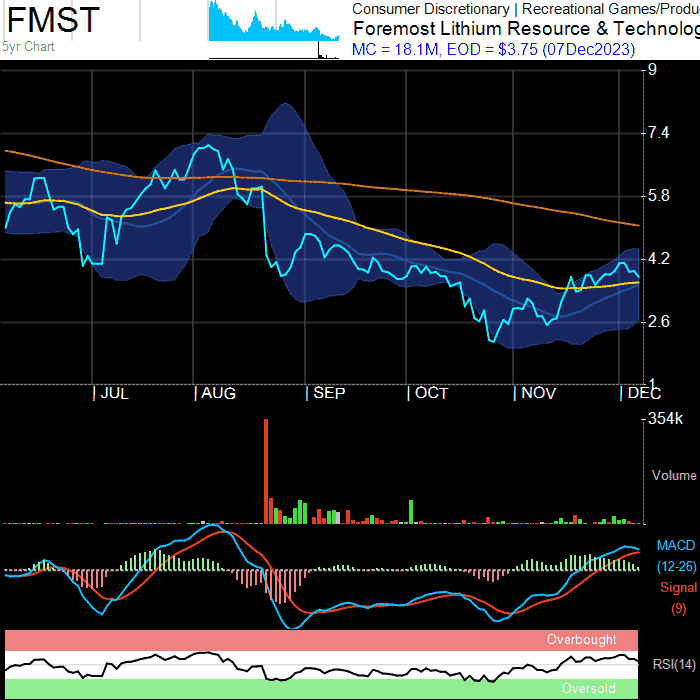 FMST
5yr Chart
Consumer Discretionary | Recreational Games/Produ
Foremost Lithium Resource & Technolog
MC = 18.1M, EOD = $3.75 (07Dec2023)
9
7.4
5.8
4.2
2.6
1
JUL AUG SEP OCT NOV DEC
354k
Volume
MACD
(12-26)
Signal
(9)
Overbought
RSI(14)
Oversold